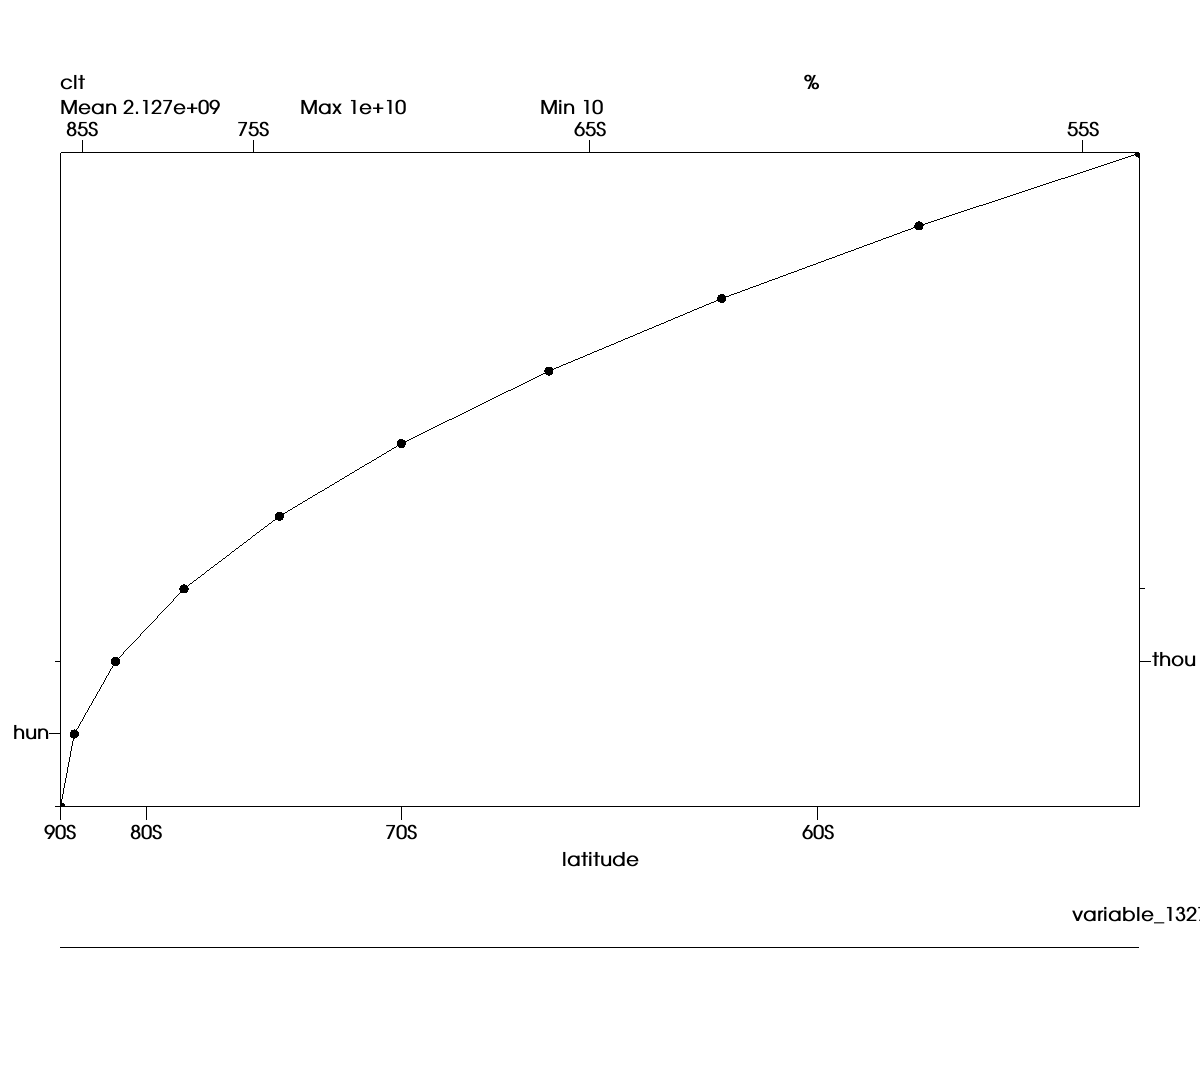 clt %
Mean 2.127e+09 Max 1e+10 Min 10
85S 75S 65S 55S
thou
hun
90S 80S 70S 60S
latitude